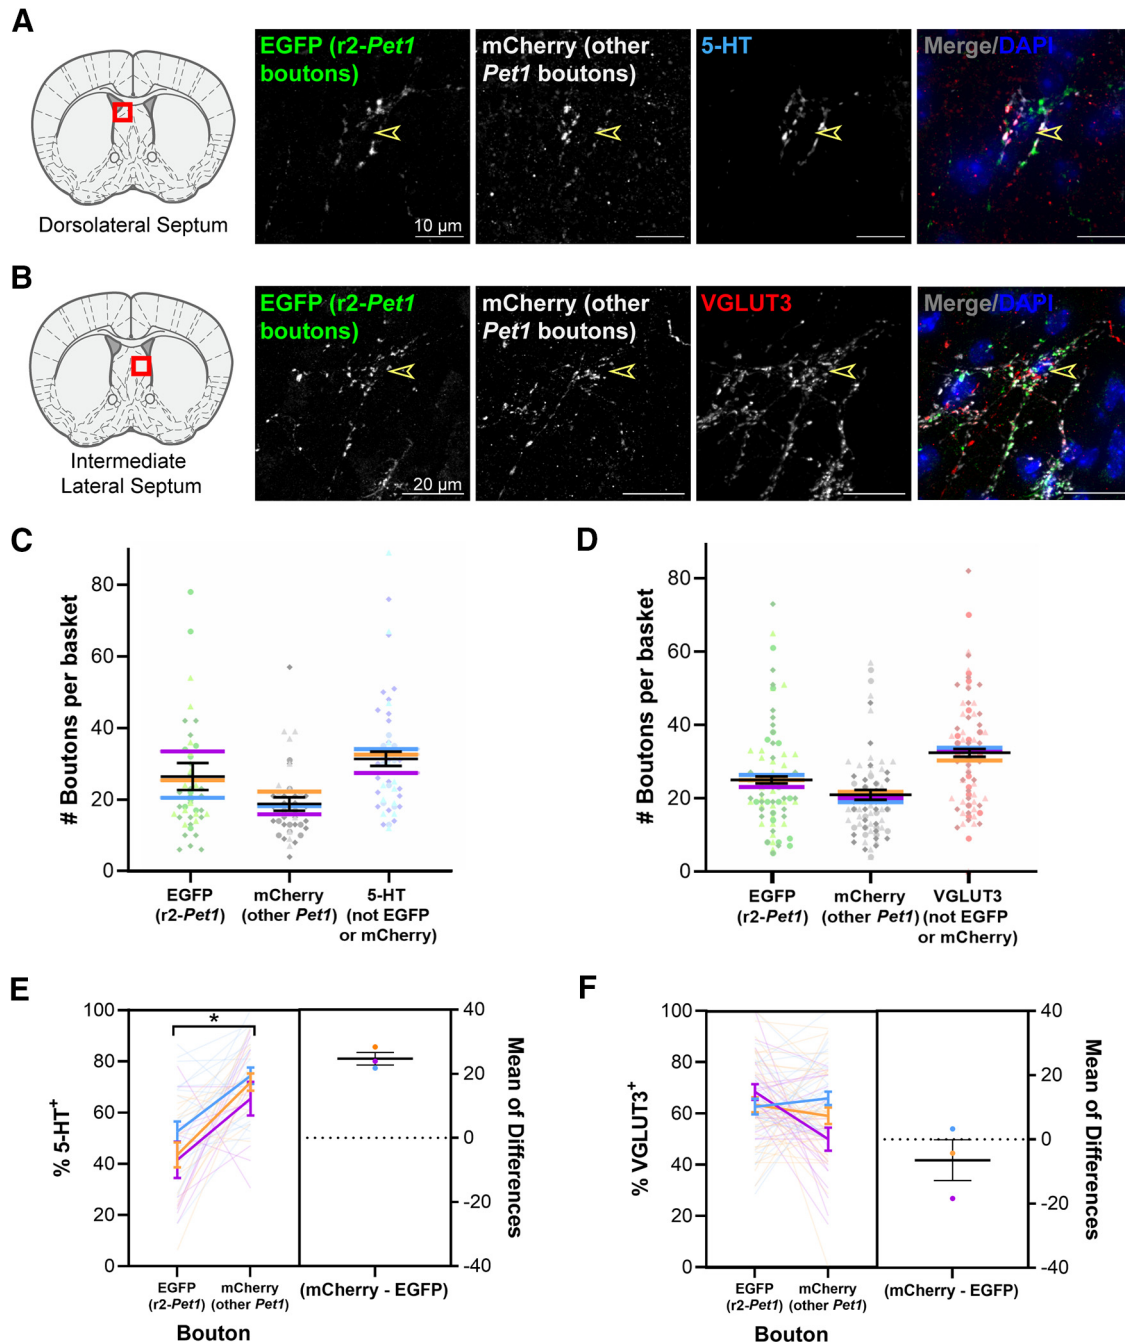 A
EGFP (r2-Pet1
boutons)
mCherry (other
Pet1 boutons)
5-HT
Merge/DAPI
10 µm
Dorsolateral Septum
B
EGFP (r2-Pet1
boutons)
mCherry (other
Pet1 boutons)
VGLUT3
Merge/DAPI
20 µm
Intermediate
Lateral Septum
C
# Boutons per basket
80
60
40
20
0
EGFP
(r2-Pet1)
mCherry
(other Pet1)
5-HT
(not EGFP
or mCherry)
D
# Boutons per basket
80
60
40
20
0
EGFP
(r2-Pet1)
mCherry
(other Pet1)
VGLUT3
(not EGFP
or mCherry)
E
% 5-HT+
100
80
60
40
20
0
*
EGFP
(r2-Pet1)
mCherry
(other Pet1)
Bouton
(mCherry - EGFP)
40
20
0
-20
-40
Mean of Differences
F
% VGLUT3+
100
80
60
40
20
0
EGFP
(r2-Pet1)
mCherry
(other Pet1)
Bouton
(mCherry - EGFP)
40
20
0
-20
-40
Mean of Differences